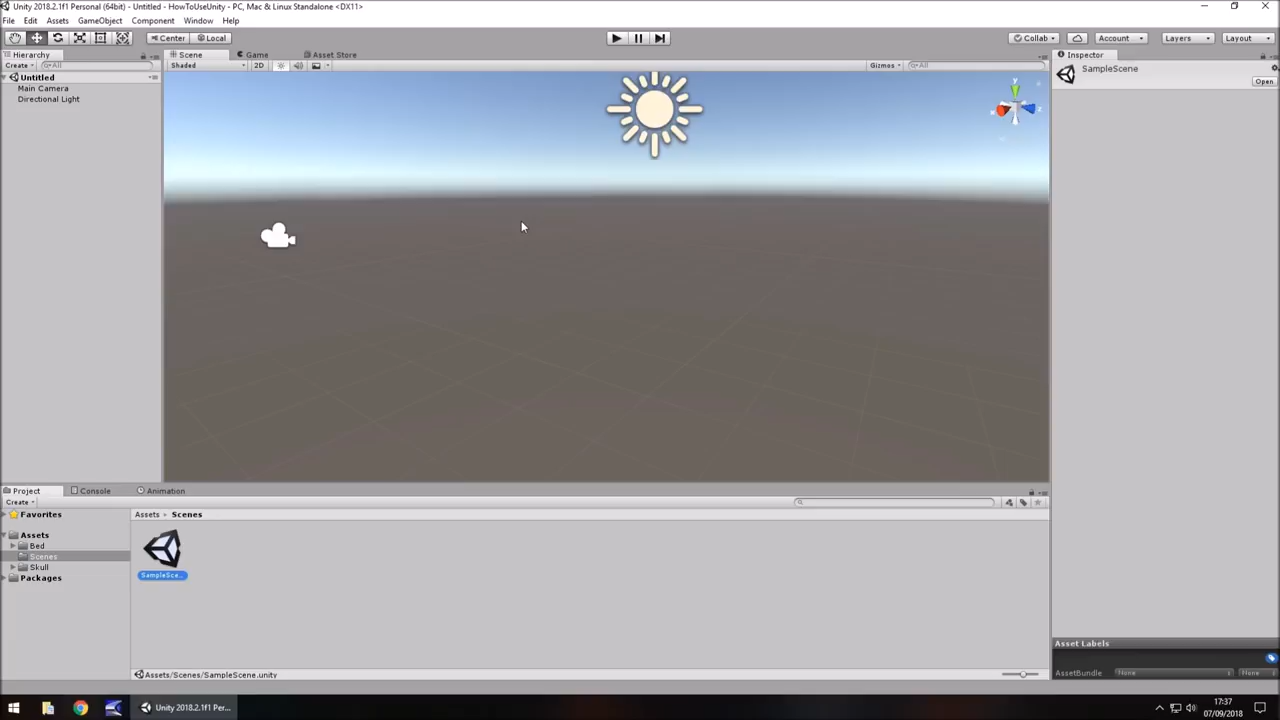 Unity 2018.2.1f1 Personal (64bit) - Untitled - HowToUseUnity - PC, Mac & Linux Standalone <DX11>
File Edit Assets GameObject Component Window Help
Center Local Collab Account Layers Layout
Hierarchy Scene Game Asset Store Inspector
Create All Shaded 2D Gizmos All
SampleScene
Open
Untitled
Main Camera
Directional Light
y
x
z
Project Console Animation
Create
Favorites
Assets › Scenes
Assets
Bed
Scenes
Skull
Packages
SampleSce...
Asset Labels
AssetBundle None None
Assets/Scenes/SampleScene.unity
Unity 2018.2.1f1 Per...
17:37
07/09/2018